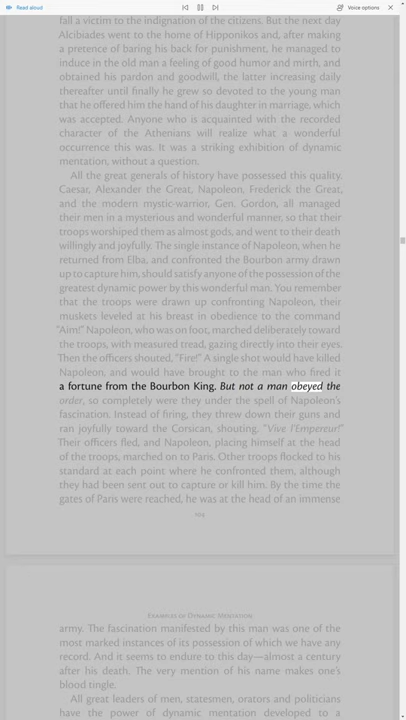 Read aloud
Voice options
fall a victim to the indignation of the citizens. But the next day
Alcibiades went to the home of Hipponikos and, after making
a pretence of baring his back for punishment, he managed to
induce in the old man a feeling of good humor and mirth, and
obtained his pardon and goodwill, the latter increasing daily
thereafter until finally he grew so devoted to the young man
that he offered him the hand of his daughter in marriage, which
was accepted. Anyone who is acquainted with the recorded
character of the Athenians will realize what a wonderful
occurrence this was. It was a striking exhibition of dynamic
mentation, without a question.
All the great generals of history have possessed this quality.
Caesar, Alexander the Great, Napoleon, Frederick the Great,
and the modern mystic-warrior, Gen. Gordon, all managed
their men in a mysterious and wonderful manner, so that their
troops worshiped them as almost gods, and went to their death
willingly and joyfully. The single instance of Napoleon, when he
returned from Elba, and confronted the Bourbon army drawn
up to capture him, should satisfy anyone of the possession of the
greatest dynamic power by this wonderful man. You remember
that the troops were drawn up confronting Napoleon, their
muskets leveled at his breast in obedience to the command
“Aim!” Napoleon, who was on foot, marched deliberately toward
the troops, with measured tread, gazing directly into their eyes.
Then the officers shouted, “Fire!” A single shot would have killed
Napoleon, and would have brought to the man who fired it
a fortune from the Bourbon King. But not a man obeyed the
order, so completely were they under the spell of Napoleon’s
fascination. Instead of firing, they threw down their guns and
ran joyfully toward the Corsican, shouting, “Vive l’Empereur!”
Their officers fled, and Napoleon, placing himself at the head
of the troops, marched on to Paris. Other troops flocked to his
standard at each point where he confronted them, although
they had been sent out to capture or kill him. By the time the
gates of Paris were reached, he was at the head of an immense
104
Examples of Dynamic Mentation
army. The fascination manifested by this man was one of the
most marked instances of its possession of which we have any
record. And it seems to endure to this day—almost a century
after his death. The very mention of his name makes one’s
blood tingle.
All great leaders of men, statesmen, orators and politicians
have the power of dynamic mentation developed to a